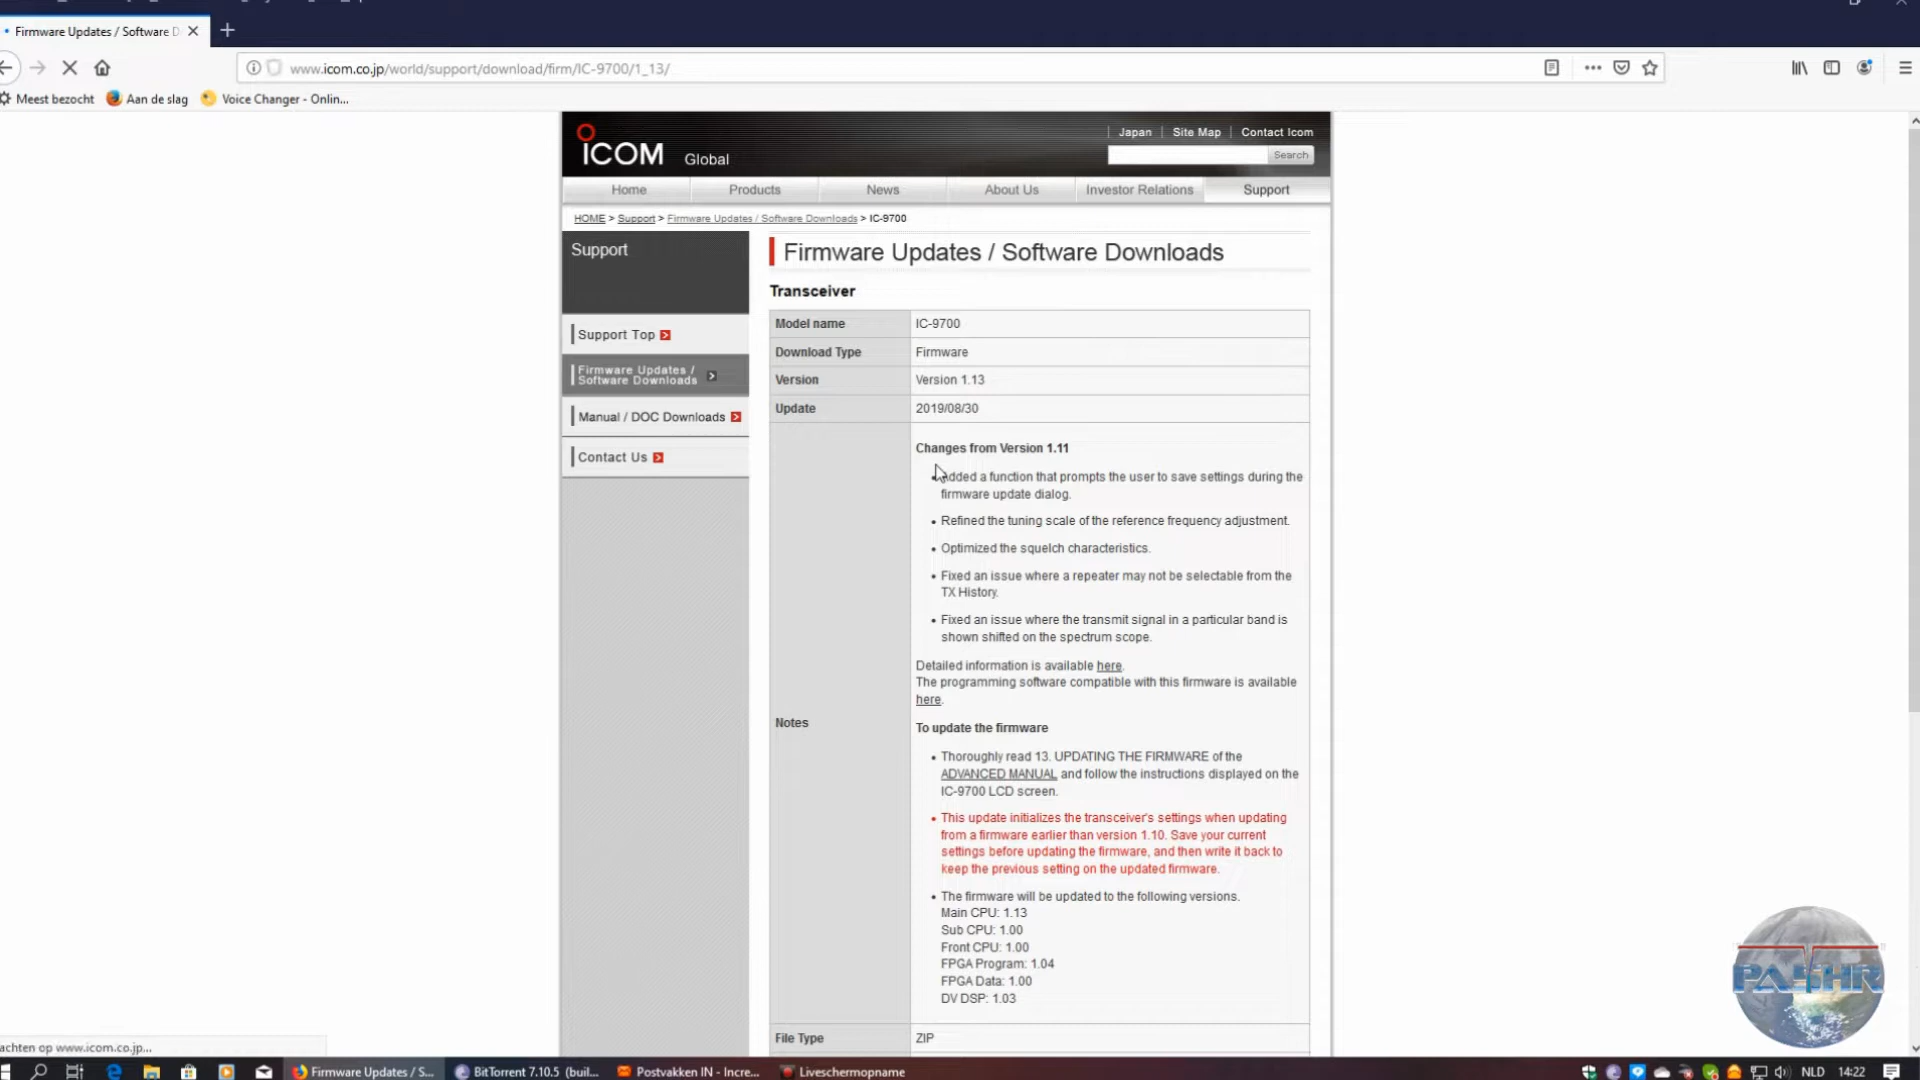 Firmware Updates / Software D
www.icom.co.jp/world/support/download/firm/IC-9700/1_13/
Meest bezocht
Aan de slag
Voice Changer - Onlin...
ICOM
Global
Japan
Site Map
Contact Icom
Search
Home
Products
News
About Us
Investor Relations
Support
HOME > Support > Firmware Updates / Software Downloads > IC-9700
Support
Support Top
Firmware Updates /
Software Downloads
Manual / DOC Downloads
Contact Us
Firmware Updates / Software Downloads
Transceiver
Model name
IC-9700
Download Type
Firmware
Version
Version 1.13
Update
2019/08/30
Notes
Changes from Version 1.11
• Added a function that prompts the user to save settings during the
firmware update dialog.
• Refined the tuning scale of the reference frequency adjustment.
• Optimized the squelch characteristics.
• Fixed an issue where a repeater may not be selectable from the
TX History.
• Fixed an issue where the transmit signal in a particular band is
shown shifted on the spectrum scope.
Detailed information is available here.
The programming software compatible with this firmware is available
here.
To update the firmware
• Thoroughly read 13. UPDATING THE FIRMWARE of the
ADVANCED MANUAL and follow the instructions displayed on the
IC-9700 LCD screen.
• This update initializes the transceiver's settings when updating
from a firmware earlier than version 1.10. Save your current
settings before updating the firmware, and then write it back to
keep the previous setting on the updated firmware.
• The firmware will be updated to the following versions.
Main CPU: 1.13
Sub CPU: 1.00
Front CPU: 1.00
FPGA Program: 1.04
FPGA Data: 1.00
DV DSP: 1.03
File Type
ZIP
achten op www.icom.co.jp...
Firmware Updates / S...
BitTorrent 7.10.5 (buil...
Postvakken IN - Incre...
Liveschermopname
NLD
14:22